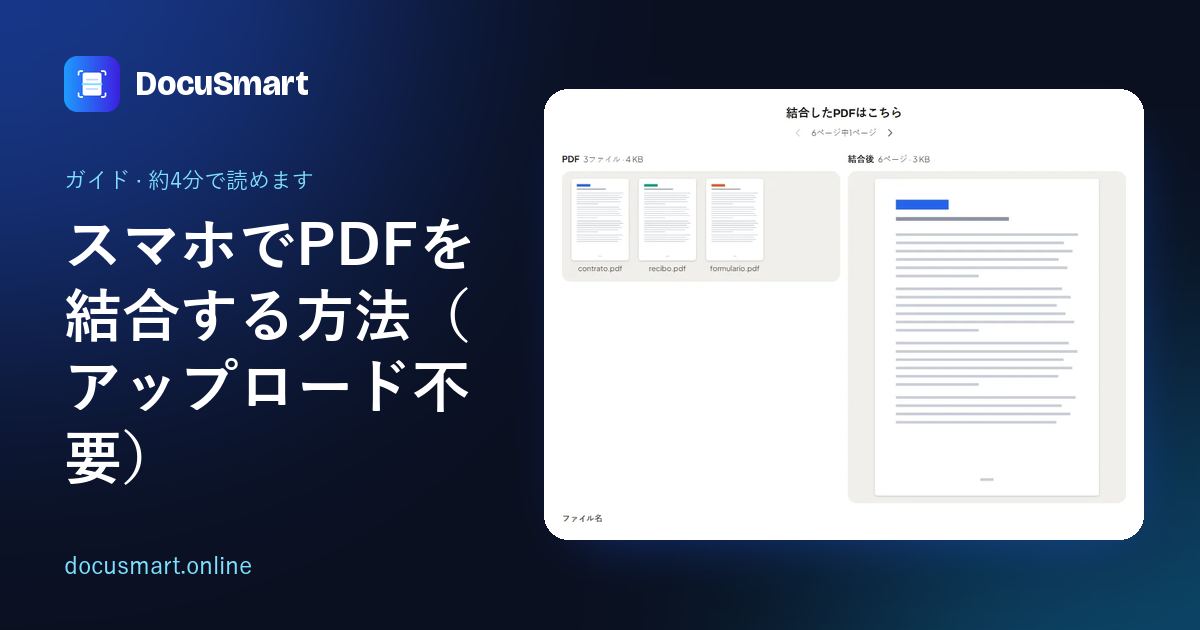 DocuSmart
ガイド · 約4分で読めます
スマホでPDFを
結合する方法（
アップロード不
要）
docusmart.online
結合したPDFはこちら
6ページ中1ページ
PDF 3ファイル · 4 KB
contrato.pdf
recibo.pdf
formulario.pdf
結合後 6ページ · 3 KB
ファイル名